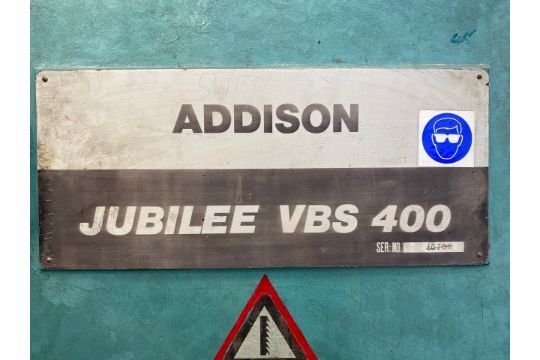 ADDISON
JUBILEE VBS 400
SER: NO.